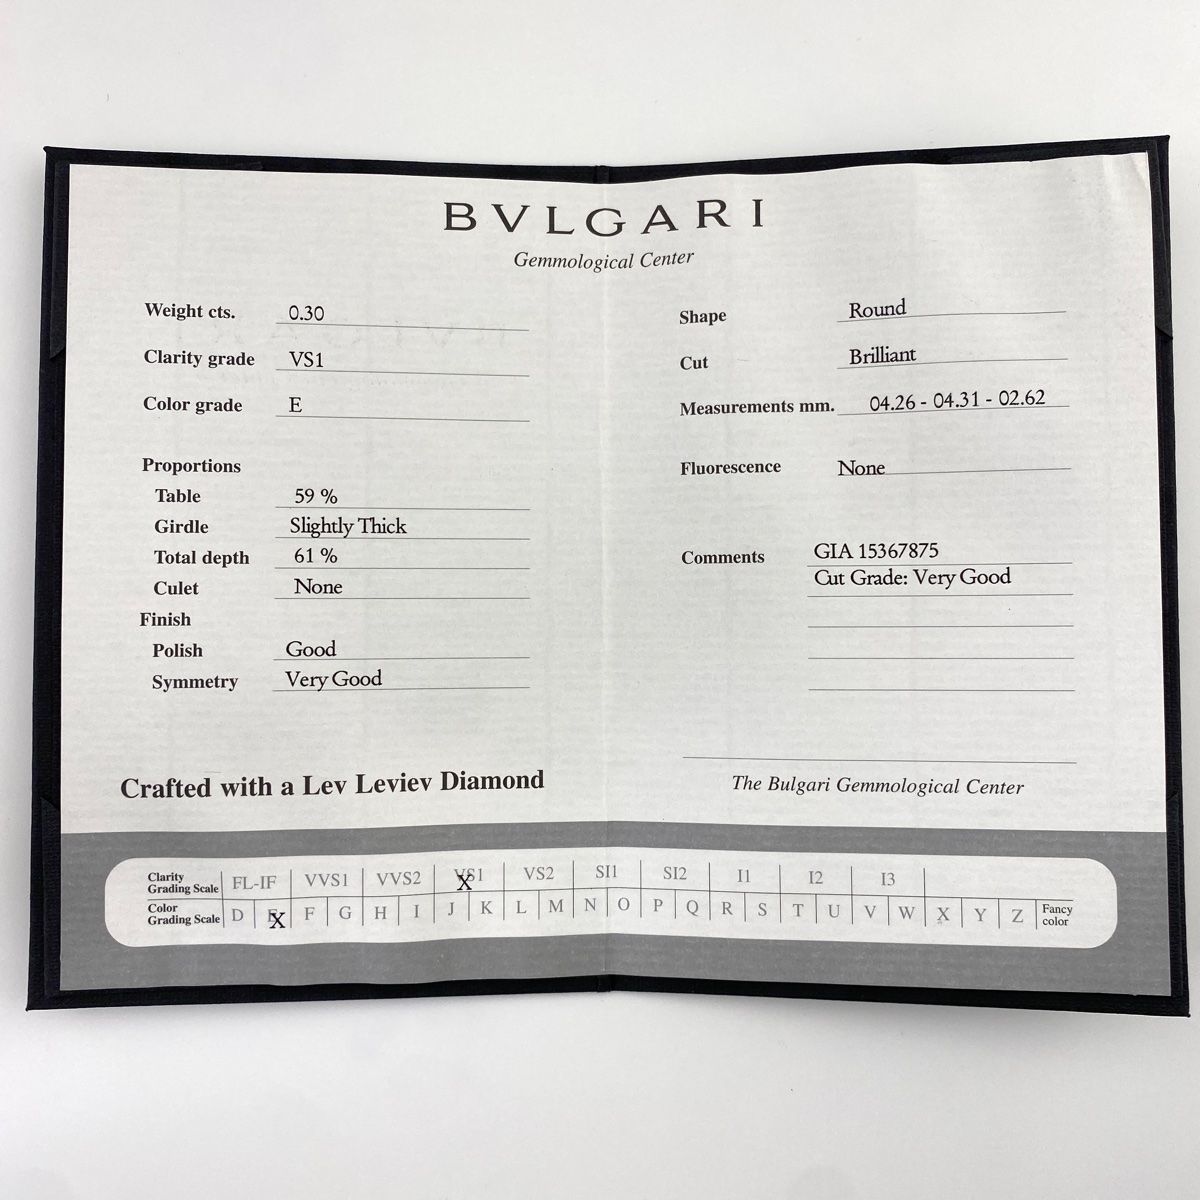 BVLGARI
Gemmological Center
Weight cts. 0.30
Clarity grade VS1
Color grade E
Proportions
Table 59 %
Girdle Slightly Thick
Total depth 61 %
Culet None
Finish
Polish Good
Symmetry Very Good
Crafted with a Lev Leviev Diamond
Shape Round
Cut Brilliant
Measurements mm. 04.26 - 04.31 - 02.62
Fluorescence None
Comments GIA 15367875
Cut Grade: Very Good
The Bulgari Gemmological Center
Clarity
Grading Scale FL-IF VVS1 VVS2 VS1 X VS2 SI1 SI2 I1 I2 I3
Color
Grading Scale D E X F G H I J K L M N O P Q R S T U V W X Y Z Fancy
color